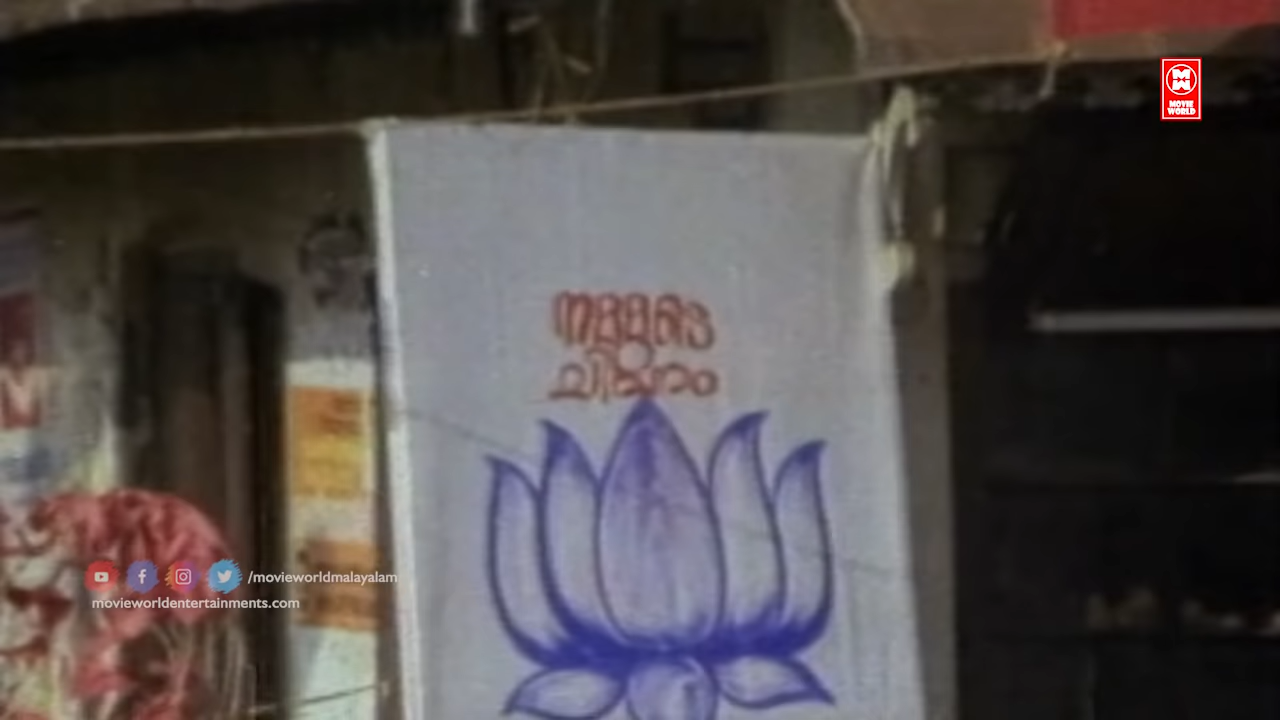 MOVIE
WORLD
നമ്മുടെ
ചിഹ്നം
/movieworldmalayalam
movieworldentertainments.com